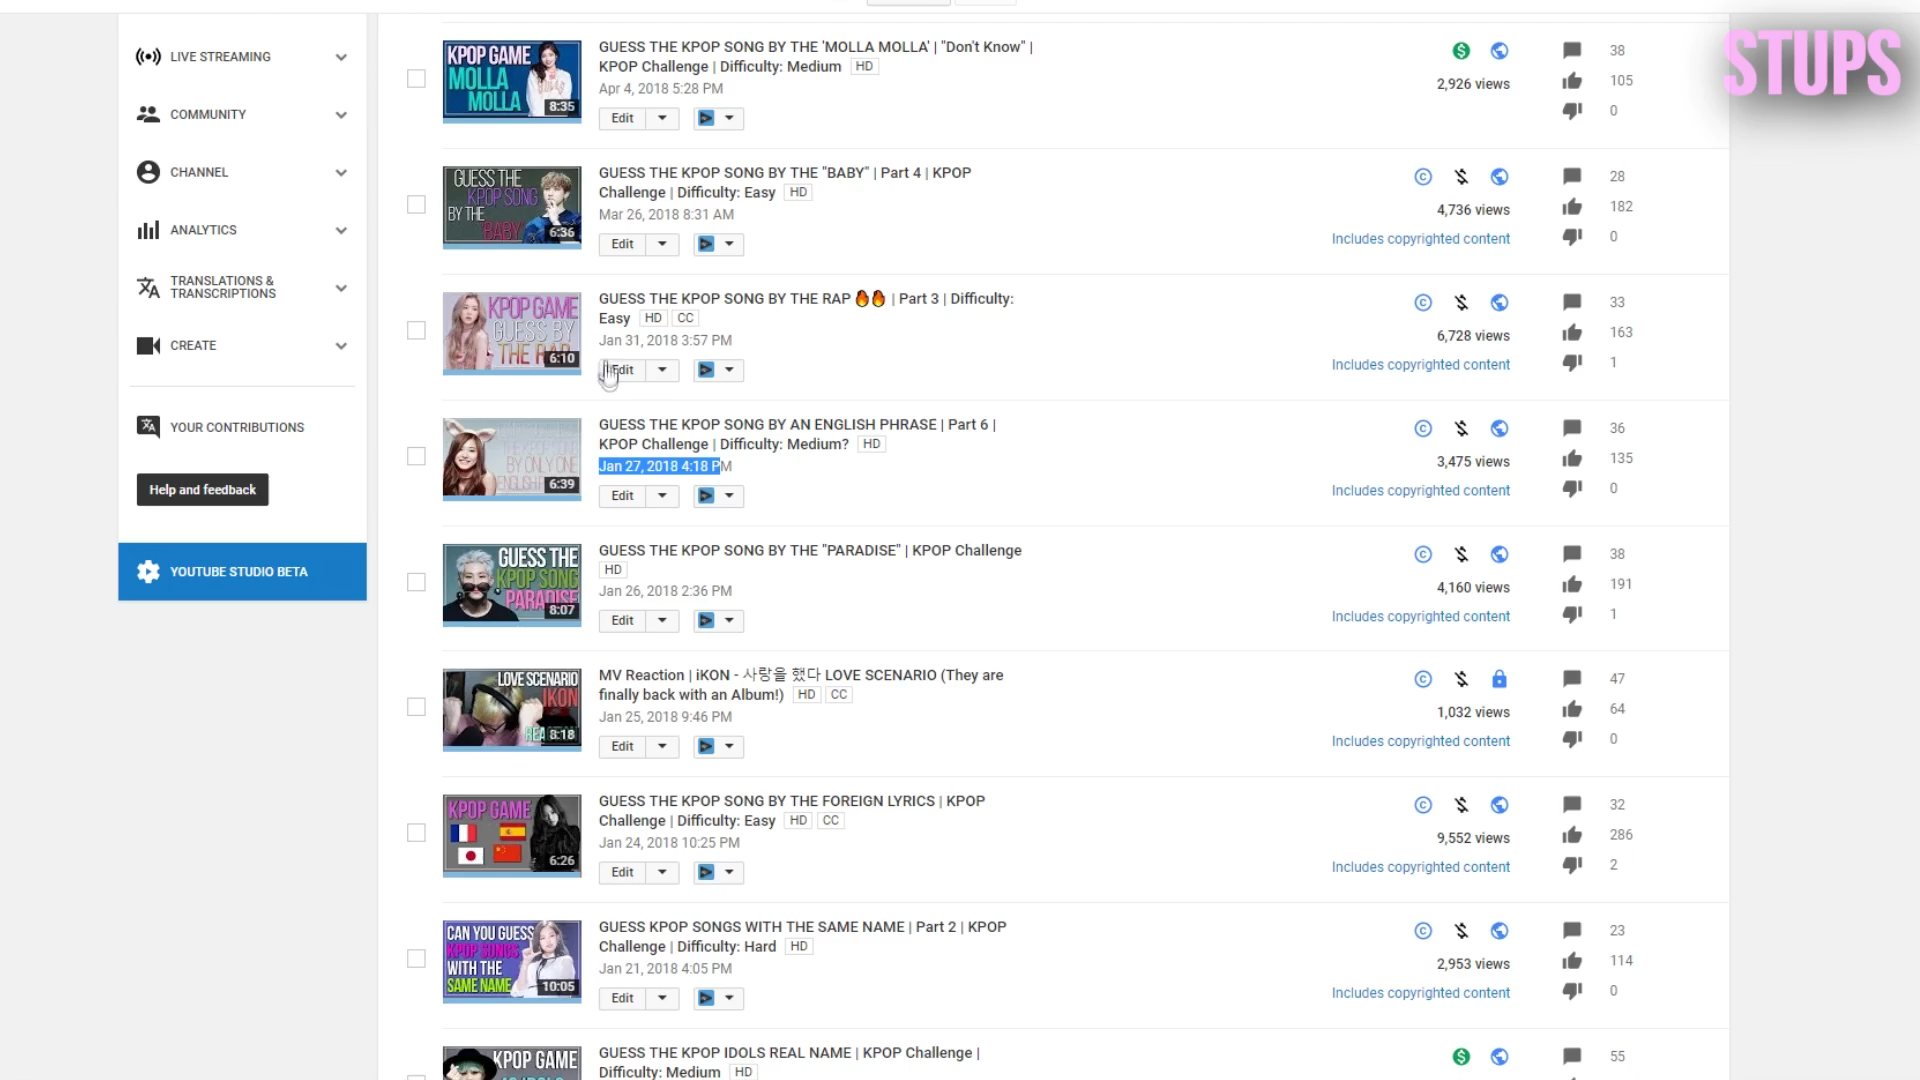 STUPS
LIVE STREAMING
COMMUNITY
CHANNEL
ANALYTICS
TRANSLATIONS &
TRANSCRIPTIONS
CREATE
YOUR CONTRIBUTIONS
Help and feedback
YOUTUBE STUDIO BETA
KPOP GAME
MOLLA
MOLLA
8:35
GUESS THE KPOP SONG BY THE 'MOLLA MOLLA' | "Don't Know" |
KPOP Challenge | Difficulty: Medium HD
Apr 4, 2018 5:28 PM
Edit
2,926 views
38
105
0
GUESS THE
KPOP SONG
BY THE
BABY
6:36
GUESS THE KPOP SONG BY THE "BABY" | Part 4 | KPOP
Challenge | Difficulty: Easy HD
Mar 26, 2018 8:31 AM
Edit
4,736 views
Includes copyrighted content
28
182
0
KPOP GAME
GUESS BY
THE RAP
6:10
GUESS THE KPOP SONG BY THE RAP 🔥🔥 | Part 3 | Difficulty:
Easy HD CC
Jan 31, 2018 3:57 PM
Edit
6,728 views
Includes copyrighted content
33
163
1
BY ONLY ONE
6:39
GUESS THE KPOP SONG BY AN ENGLISH PHRASE | Part 6 |
KPOP Challenge | Difficulty: Medium? HD
Jan 27, 2018 4:18 PM
Edit
3,475 views
Includes copyrighted content
36
135
0
GUESS THE
KPOP SONG
PARADISE
8:07
GUESS THE KPOP SONG BY THE "PARADISE" | KPOP Challenge
HD
Jan 26, 2018 2:36 PM
Edit
4,160 views
Includes copyrighted content
38
191
1
LOVE SCENARIO
IKON
8:18
MV Reaction | iKON - 사랑을 했다 LOVE SCENARIO (They are
finally back with an Album!) HD CC
Jan 25, 2018 9:46 PM
Edit
1,032 views
Includes copyrighted content
47
64
0
KPOP GAME
6:26
GUESS THE KPOP SONG BY THE FOREIGN LYRICS | KPOP
Challenge | Difficulty: Easy HD CC
Jan 24, 2018 10:25 PM
Edit
9,552 views
Includes copyrighted content
32
286
2
CAN YOU GUESS
KPOP SONGS
WITH THE
SAME NAME
10:05
GUESS KPOP SONGS WITH THE SAME NAME | Part 2 | KPOP
Challenge | Difficulty: Hard HD
Jan 21, 2018 4:05 PM
Edit
2,953 views
Includes copyrighted content
23
114
0
KPOP GAME
GUESS THE KPOP IDOLS REAL NAME | KPOP Challenge |
Difficulty: Medium HD
55